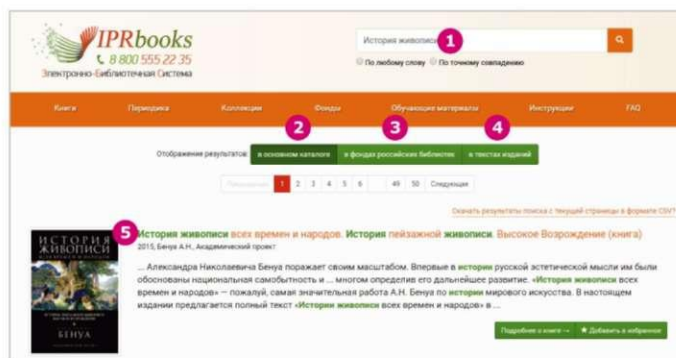 IPRbooks
8 800 555 22 35
Электронно-Библиотечная Система
История живописи
1
По любому слову По точному совпадению
Книги Периодика Коллекции Фонды Обучающие материалы Инструкции FAQ
2 3 4
Отображение результатов: в основном каталоге в фондах российских библиотек в текстах изданий
Предыдущая 1 2 3 4 5 6 ... 49 50 Следующая
Скачать результаты поиска с текущей страницы в формате CSV?
5
История живописи всех времен и народов. История пейзажной живописи. Высокое Возрождение (книга)
2015, Бенуа А.Н., Академический проект
... Александра Николаевича Бенуа поражает своим масштабом. Впервые в истории русской эстетической мысли им были
обоснованы национальная самобытность и ... многом определив его дальнейшее развитие. «История живописи всех
времен и народов» — пожалуй, самая значительная работа А.Н. Бенуа по истории мирового искусства. В настоящем
издании предлагается полный текст «Истории живописи всех времен и народов» в ...
ИСТОРИЯ
ЖИВОПИСИ
БЕНУА
Подробнее о книге → ★ Добавить в избранное